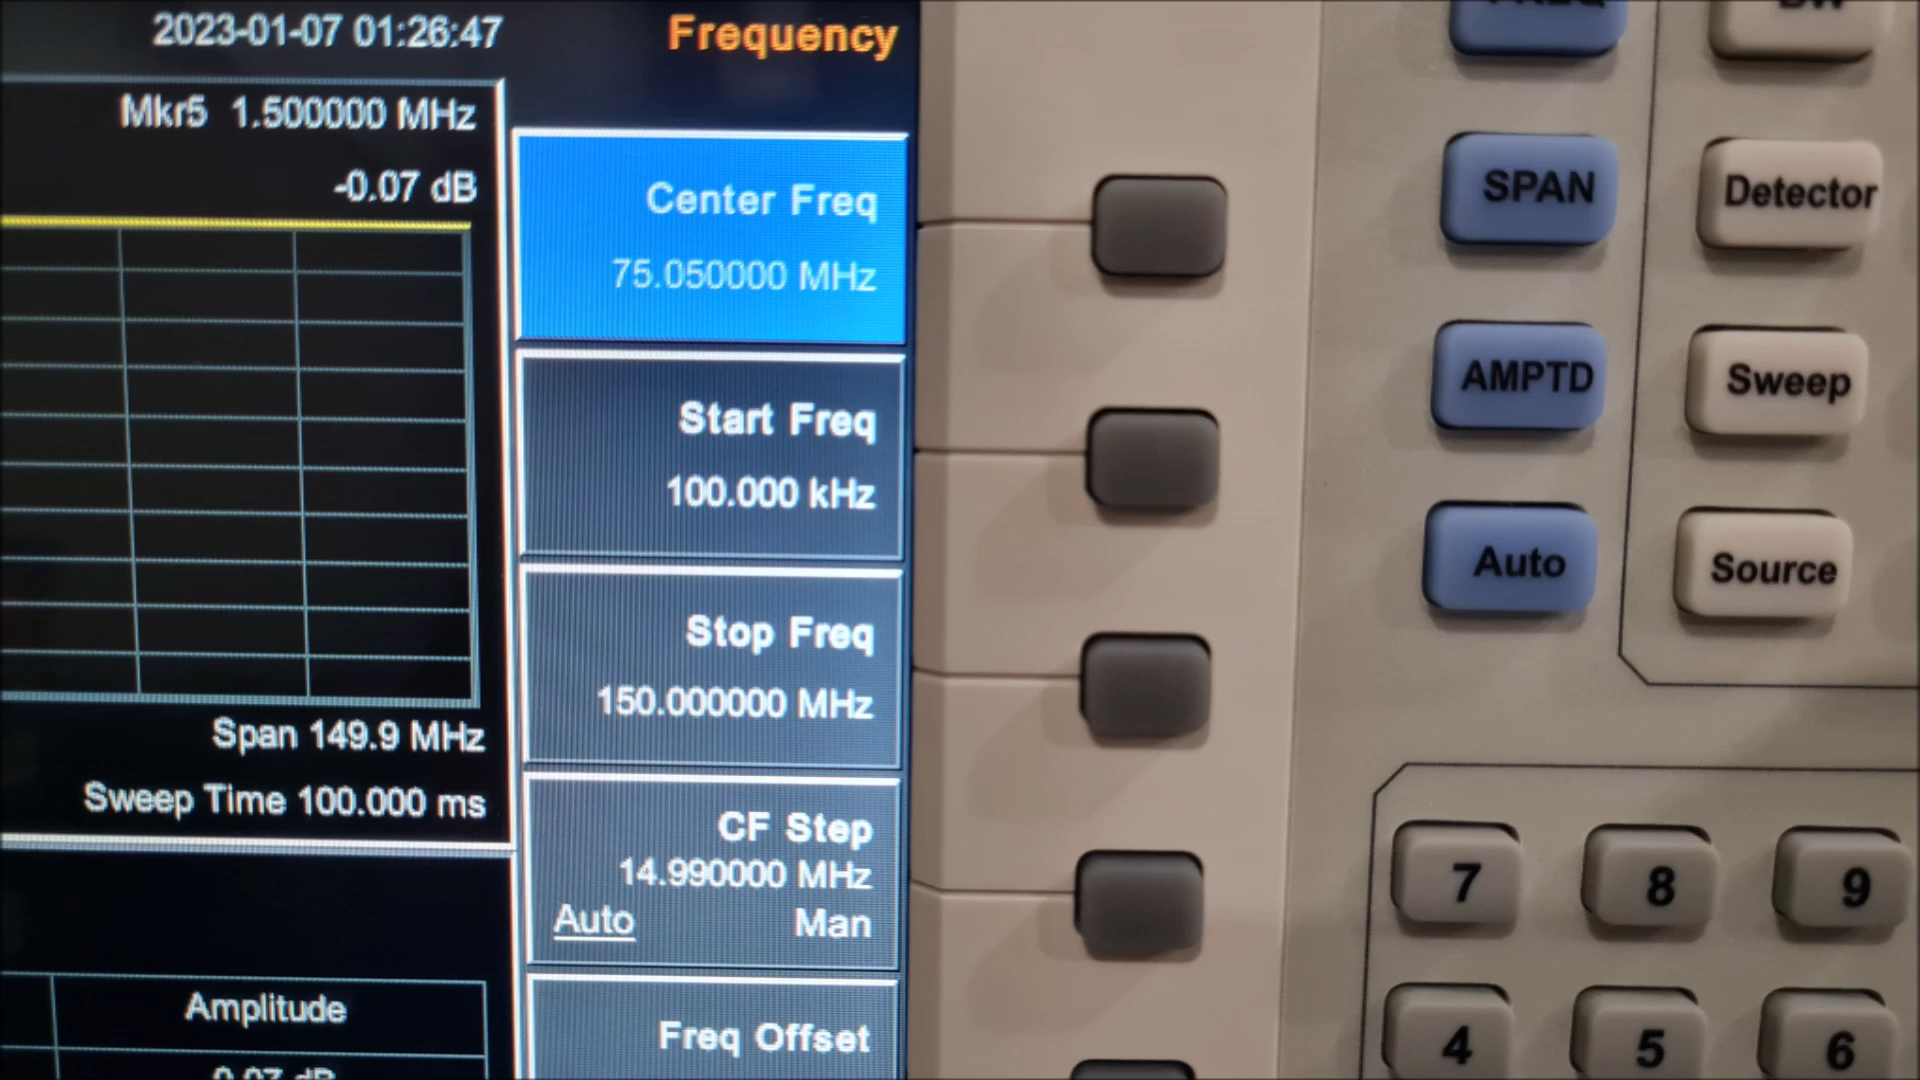 2023-01-07 01:26:47
Frequency
Mkr5 1.500000 MHz
-0.07 dB
Center Freq
75.050000 MHz
Start Freq
100.000 kHz
Stop Freq
150.000000 MHz
Span 149.9 MHz
Sweep Time 100.000 ms
CF Step
14.990000 MHz
Auto Man
Amplitude
Freq Offset
FREQ
BW
SPAN
Detector
AMPTD
Sweep
Auto
Source
7
8
9
4
5
6